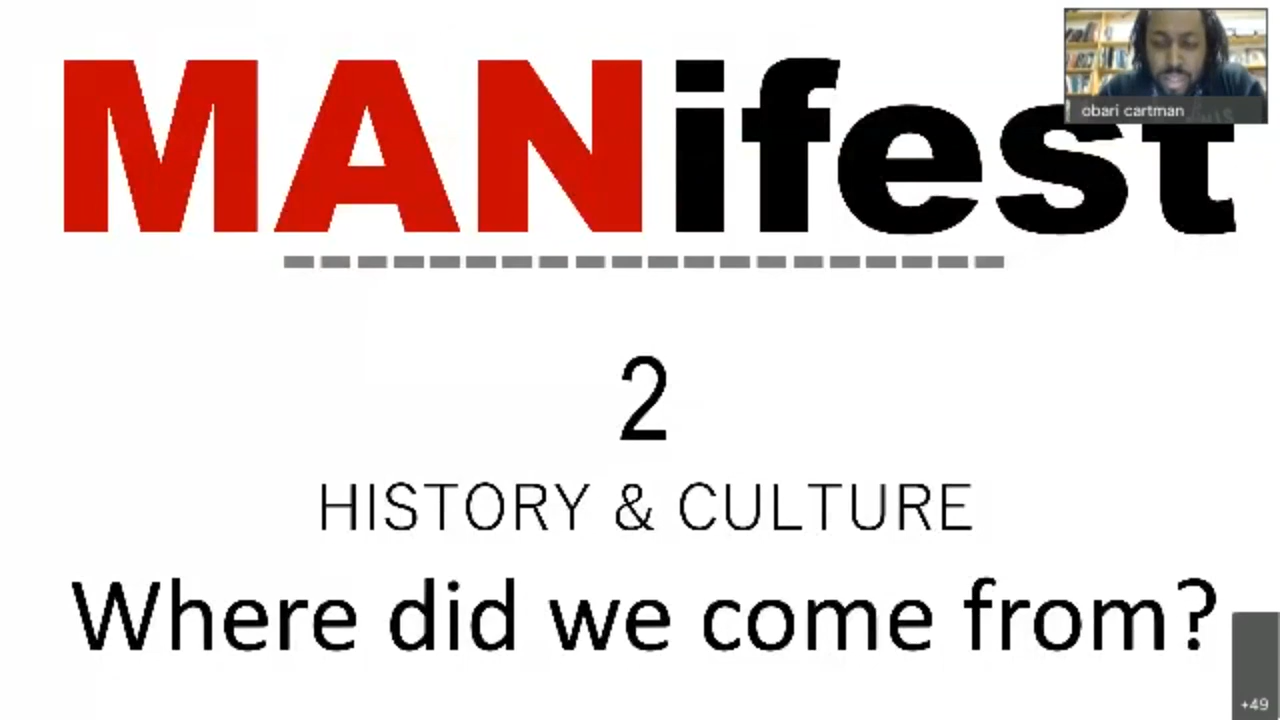 MANifest
obari cartman
2
HISTORY & CULTURE
Where did we come from?
+49